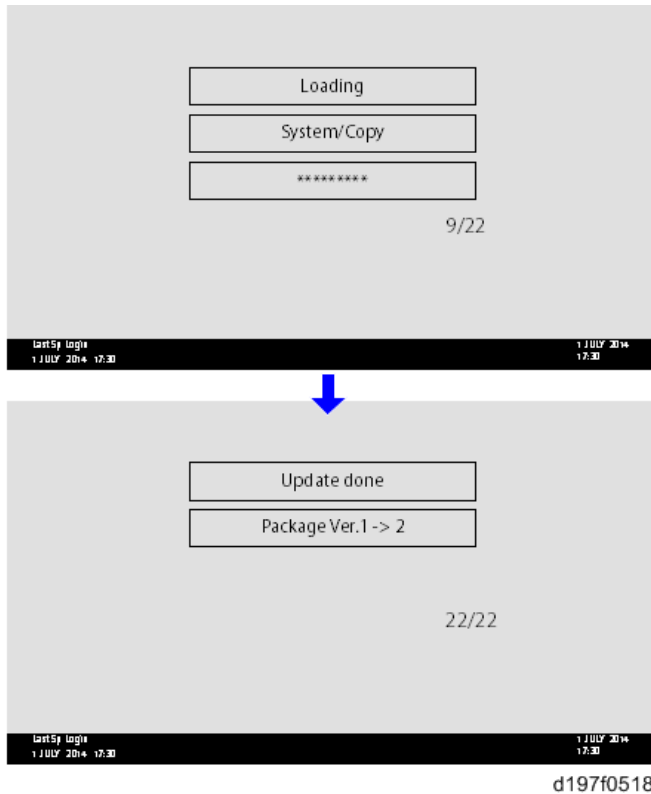 Loading
System/Copy
*********
9/22
Last Sp Login
1 JULY 2014 17:30
1 JULY 2014
17:30
Update done
Package Ver.1 -> 2
22/22
Last Sp Login
1 JULY 2014 17:30
1 JULY 2014
17:30
d197f0518